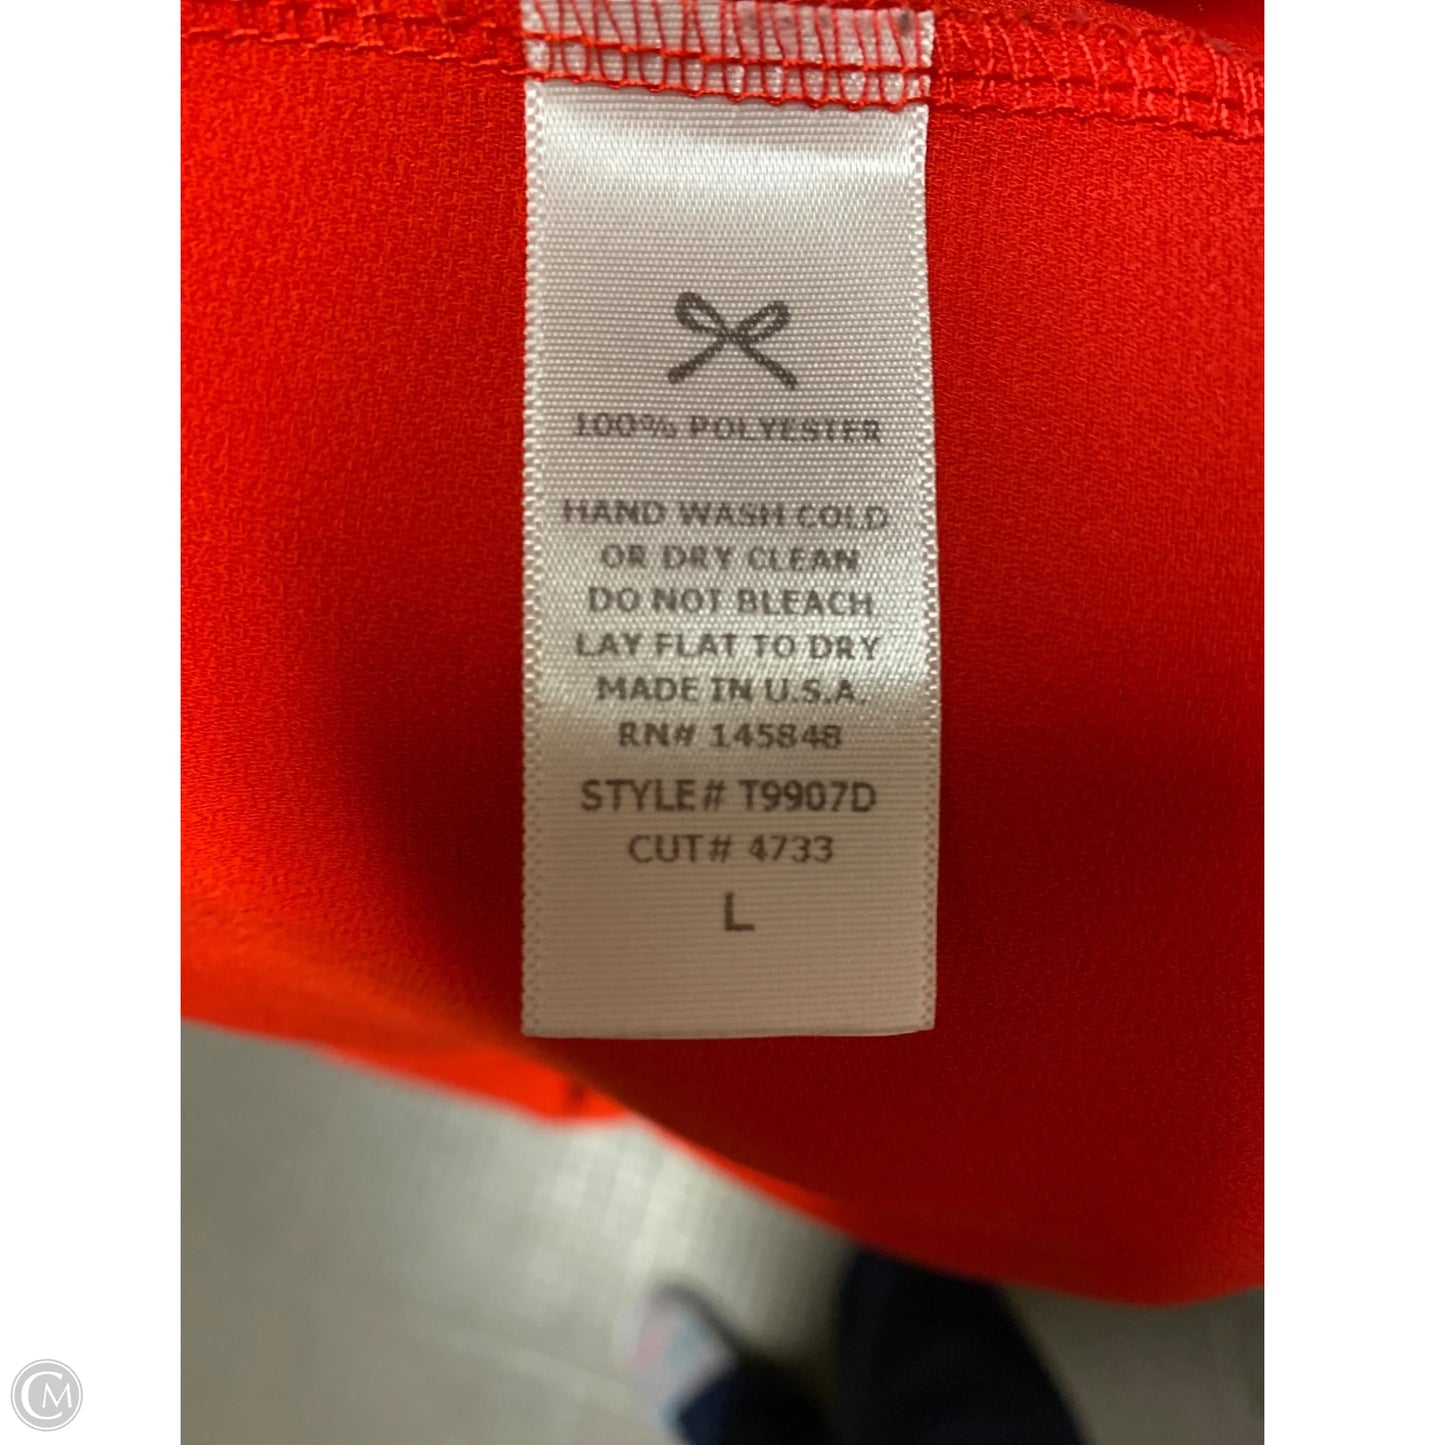 100% POLYESTER
HAND WASH COLD
OR DRY CLEAN
DO NOT BLEACH
LAY FLAT TO DRY
MADE IN U.S.A.
RN# 145848
STYLE# T9907D
CUT# 4733
L
CM